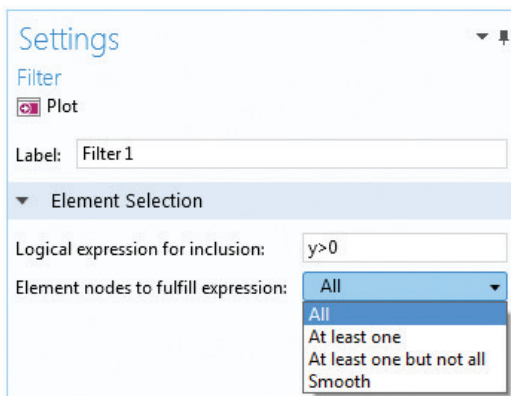 Settings
Filter
Plot
Label: Filter 1
Element Selection
Logical expression for inclusion: y>0
Element nodes to fulfill expression: All
All
At least one
At least one but not all
Smooth